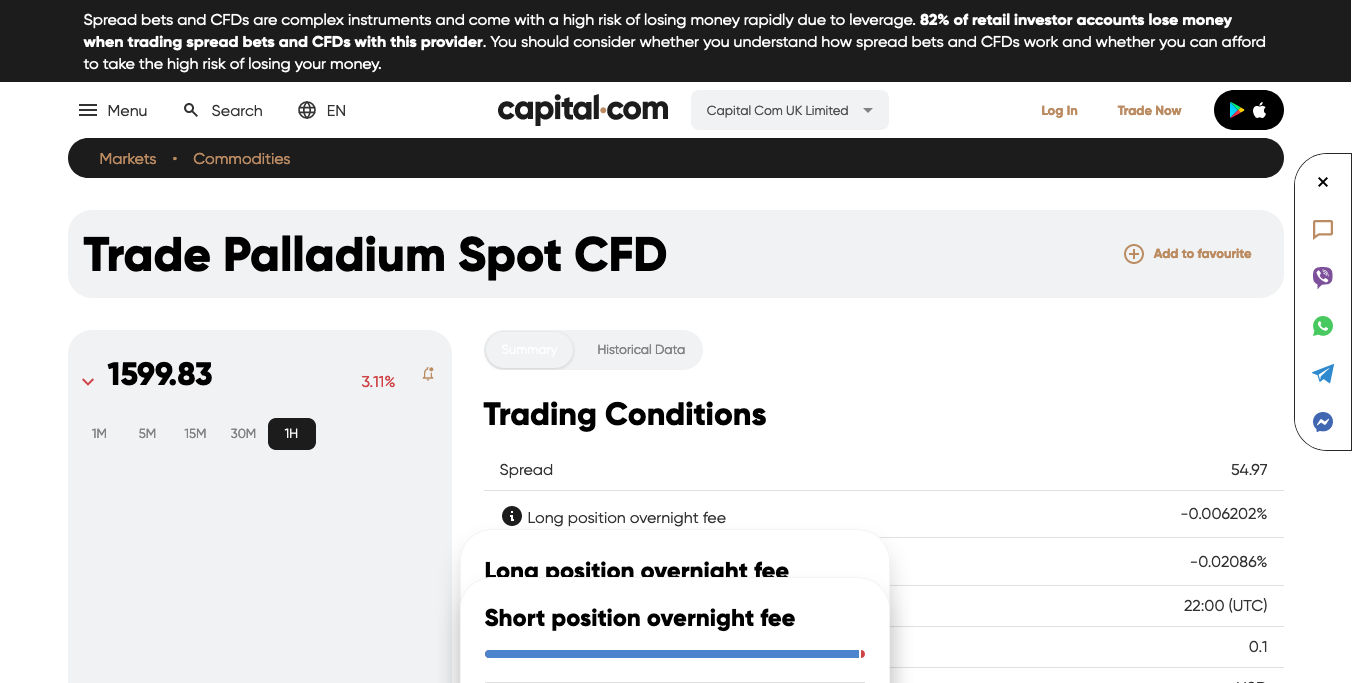 Spread bets and CFDs are complex instruments and come with a high risk of losing money rapidly due to leverage. 82% of retail investor accounts lose money
when trading spread bets and CFDs with this provider. You should consider whether you understand how spread bets and CFDs work and whether you can afford
to take the high risk of losing your money.
Menu
Search
EN
capital.com
Capital Com UK Limited
Log In
Trade Now
Markets
Commodities
Trade Palladium Spot CFD
Add to favourite
1599.83
3.11%
1M
5M
15M
30M
1H
Summary
Historical Data
Trading Conditions
Spread
54.97
Long position overnight fee
-0.006202%
Long position overnight fee
-0.02086%
Short position overnight fee
22:00 (UTC)
0.1